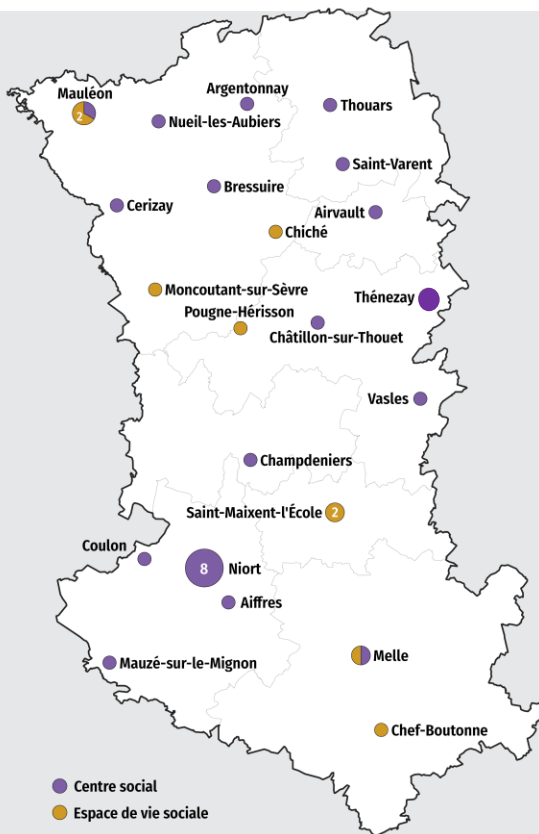 Argentonnay
Mauléon
2
Thouars
Nueil-les-Aubiers
Saint-Varent
Bressuire
Cerizay
Airvault
Chiché
Moncoutant-sur-Sèvre
Thénezay
Pougne-Hérisson
Châtillon-sur-Thouet
Vasles
Champdeniers
Saint-Maixent-l'École
2
Coulon
8
Niort
Aiffres
Melle
Mauzé-sur-le-Mignon
Chef-Boutonne
Centre social
Espace de vie sociale